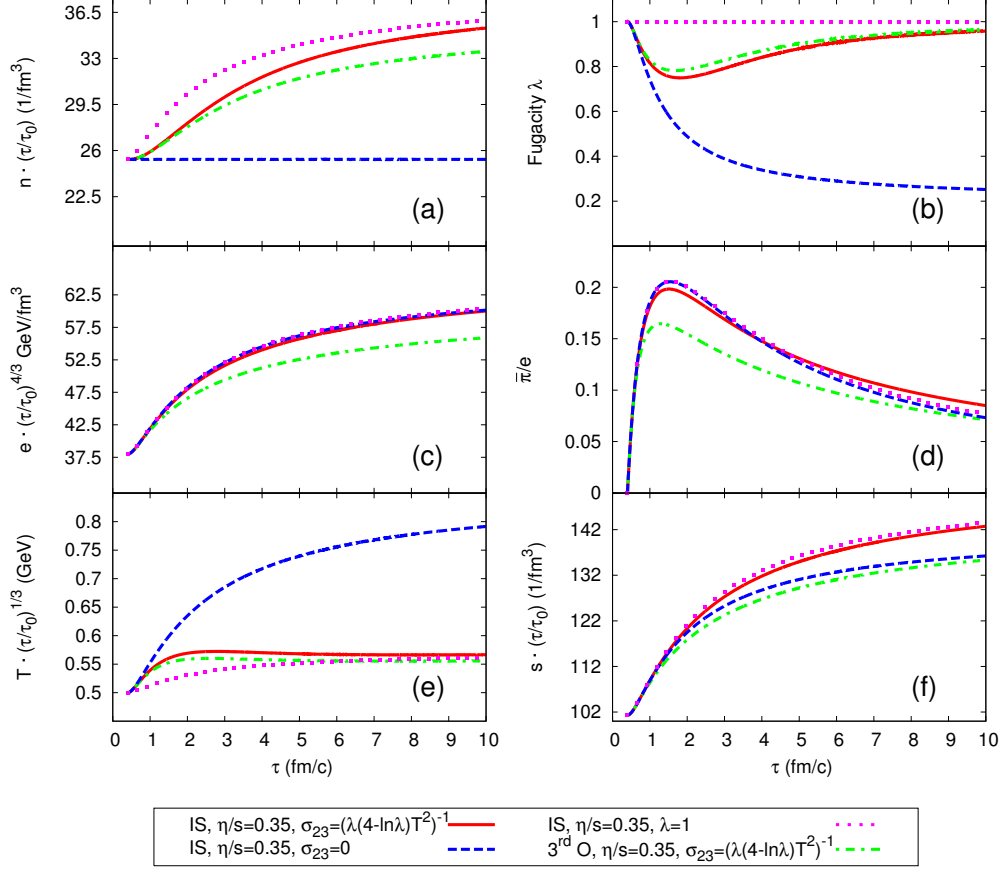 36.5
33
29.5
26
22.5
n · (τ/τ₀) (1/fm³)
(a)
1
0.8
0.6
0.4
0.2
Fugacity λ
(b)
62.5
57.5
52.5
47.5
42.5
37.5
e · (τ/τ₀)^4/3 GeV/fm³
(c)
0.2
0.15
0.1
0.05
0
π̅/e
(d)
0.8
0.75
0.7
0.65
0.6
0.55
0.5
T · (τ/τ₀)^1/3 (GeV)
(e)
0 1 2 3 4 5 6 7 8 9 10
τ (fm/c)
142
132
122
112
102
s · (τ/τ₀) (1/fm³)
(f)
0 1 2 3 4 5 6 7 8 9 10
τ (fm/c)
IS, η/s=0.35, σ₂₃=(λ(4-lnλ)T²)⁻¹
IS, η/s=0.35, σ₂₃=0
IS, η/s=0.35, λ=1
3ʳᵈ O, η/s=0.35, σ₂₃=(λ(4-lnλ)T²)⁻¹